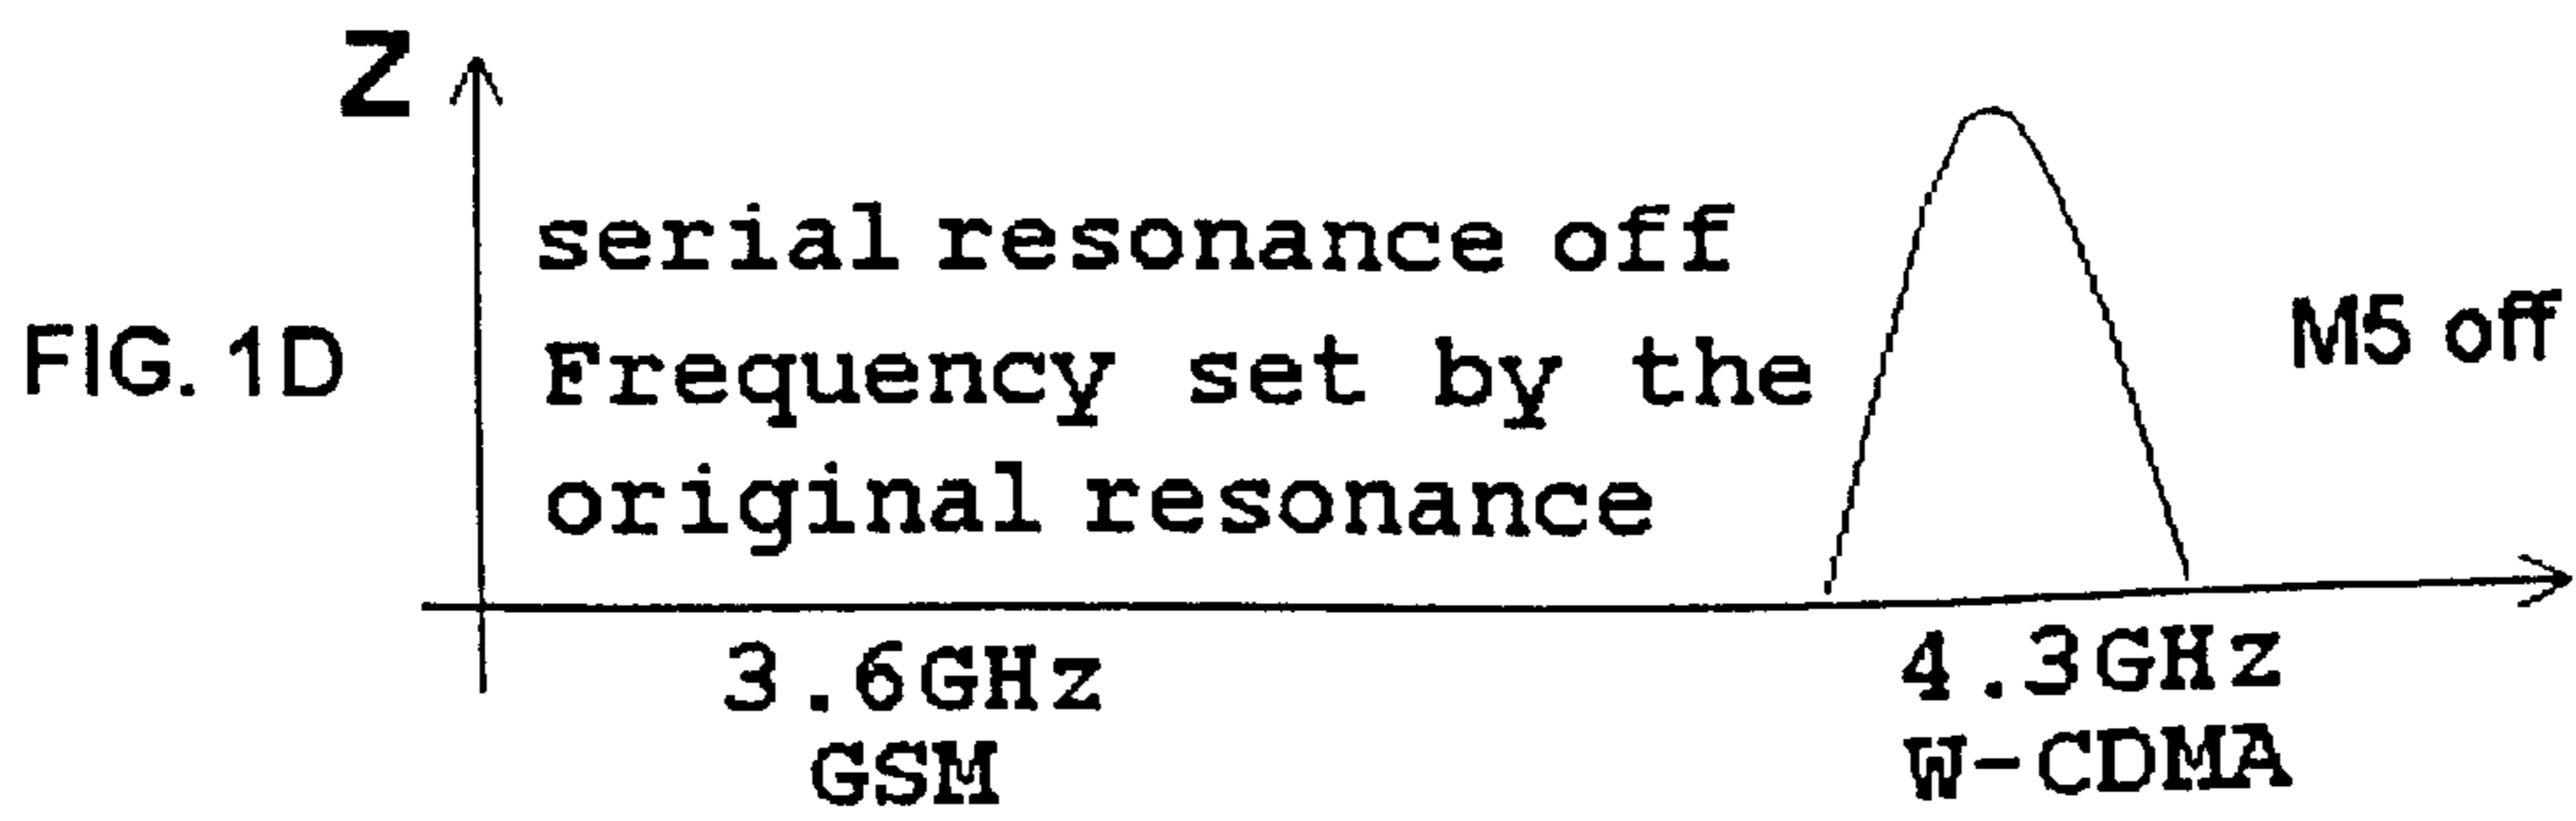 Z
serial resonance off
FIG. 1D
Frequency set by the
M5 off
original resonance
3.6GHz
4.3GHz
GSM
W-CDMA